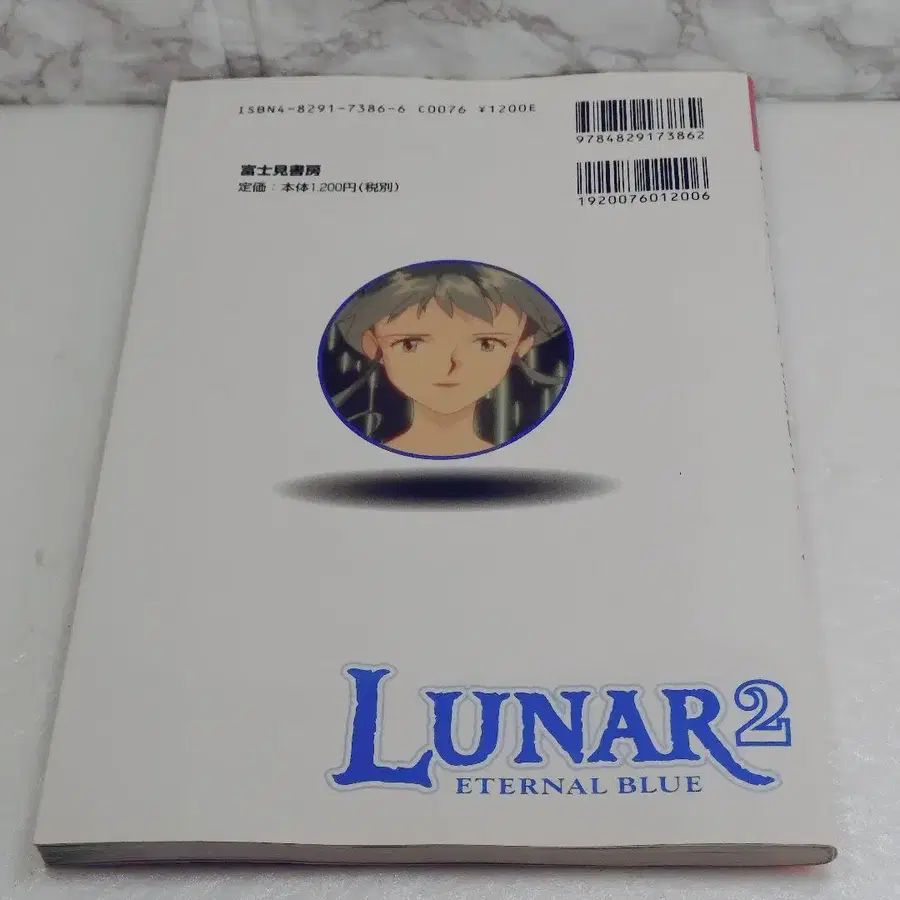 ISBN4-8291-7386-6 C0076 ¥1200E
9784829173862
富士見書房
定価：本体1,200円(税別)
1920076012006
LUNAR2
ETERNAL BLUE